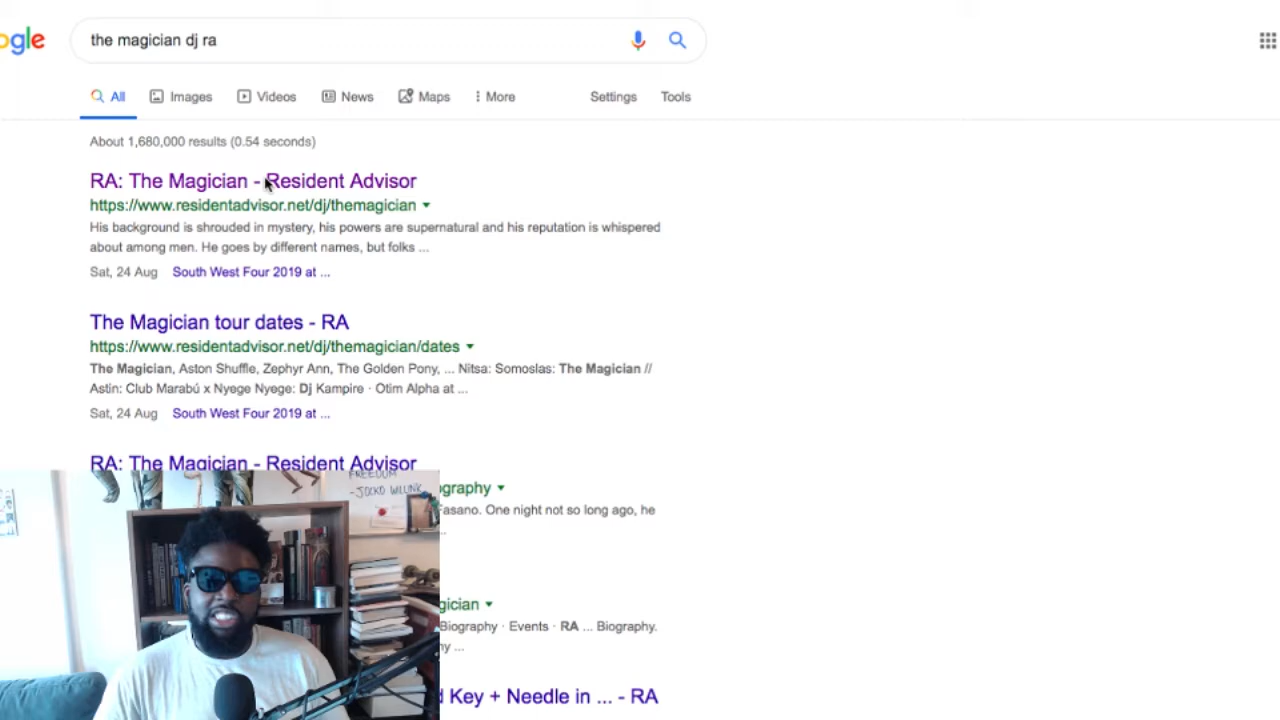 ogle
the magician dj ra
All
Images
Videos
News
Maps
More
Settings
Tools
About 1,680,000 results (0.54 seconds)
RA: The Magician - Resident Advisor
https://www.residentadvisor.net/dj/themagician
His background is shrouded in mystery, his powers are supernatural and his reputation is whispered
about among men. He goes by different names, but folks ...
Sat, 24 Aug South West Four 2019 at ...
The Magician tour dates - RA
https://www.residentadvisor.net/dj/themagician/dates
The Magician, Aston Shuffle, Zephyr Ann, The Golden Pony, ... Nitsa: Somoslas: The Magician //
Astin: Club Marabú x Nyege Nyege: Dj Kampire · Otim Alpha at ...
Sat, 24 Aug South West Four 2019 at ...
RA: The Magician - Resident Advisor
FREEDOM
-JOCKO WILLINK
ography
Fasano. One night not so long ago, he
...
gician
Biography · Events · RA ... Biography.
ny ...
d Key + Needle in ... - RA